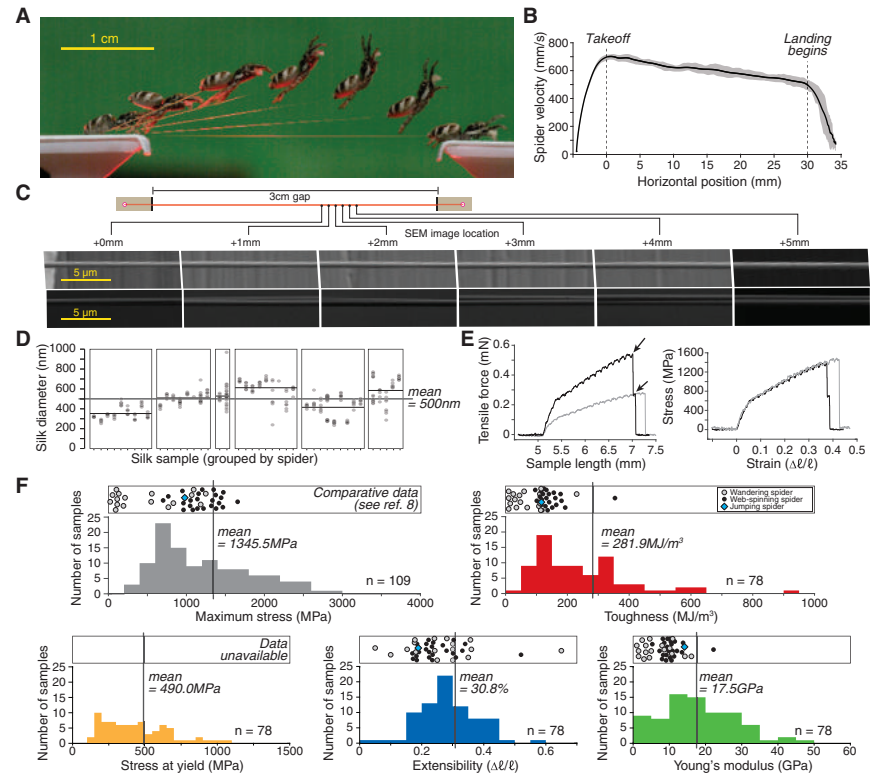 A
1 cm
B
Takeoff
Landing
begins
Spider velocity (mm/s)
800
600
400
200
0
0 5 10 15 20 25 30 35
Horizontal position (mm)
C
3cm gap
SEM image location
+0mm +1mm +2mm +3mm +4mm +5mm
5 µm
5 µm
D
Silk diameter (nm)
1000
800
600
400
200
0
mean
= 500nm
Silk sample (grouped by spider)
E
Tensile force (mN)
0.6
0.4
0.2
0
5 5.5 6 6.5 7 7.5
Sample length (mm)
Stress (MPa)
1600
1200
800
400
0
-0.1 0 0.1 0.2 0.3 0.4 0.5
Strain (Δℓ/ℓ)
F
Comparative data
(see ref. 8)
Number of samples
25
20
15
10
5
0
mean
= 1345.5MPa
n = 109
0 1000 2000 3000 4000
Maximum stress (MPa)
Wandering spider
Web-spinning spider
Jumping spider
Number of samples
25
20
15
10
5
0
mean
= 281.9MJ/m³
n = 78
0 200 400 600 800 1000
Toughness (MJ/m³)
Data
unavailable
Number of samples
25
20
15
10
5
0
mean
= 490.0MPa
n = 78
0 500 1000 1500
Stress at yield (MPa)
Number of samples
25
20
15
10
5
0
mean
= 30.8%
n = 78
0 0.2 0.4 0.6
Extensibility (Δℓ/ℓ)
Number of samples
25
20
15
10
5
0
mean
= 17.5GPa
n = 78
0 10 20 30 40 50 60
Young's modulus (GPa)